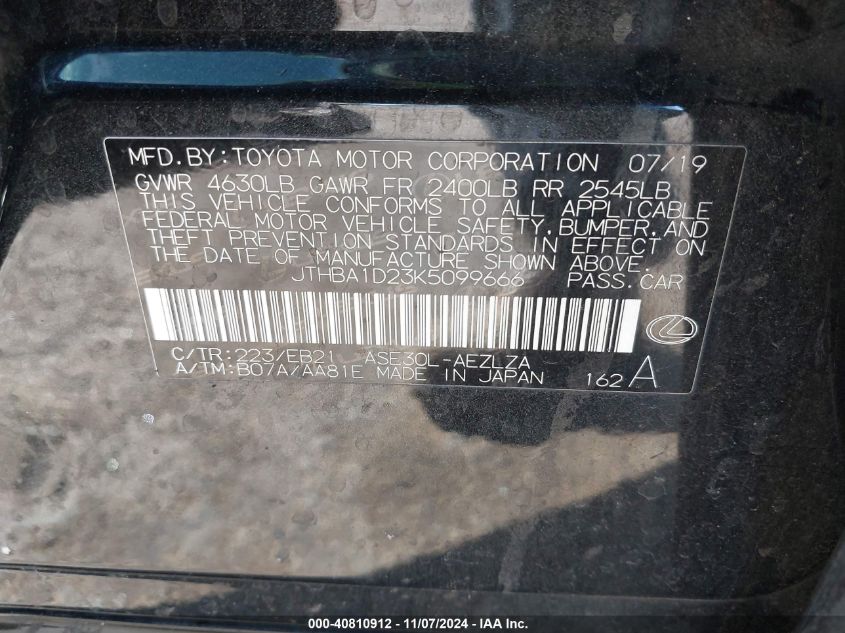 MFD.BY:TOYOTA MOTOR CORPORATION 07/19
GVWR 4630LB GAWR FR 2400LB RR 2545LB
THIS VEHICLE CONFORMS TO ALL APPLICABLE
FEDERAL MOTOR VEHICLE SAFETY,BUMPER,AND
THEFT PREVENTION STANDARDS IN EFFECT ON
THE DATE OF MANUFACTURE SHOWN ABOVE.
JTHBA1D23K5099666 PASS.CAR
C/TR:223/EB21 ASE30L-AEZLZA
A/TM:B07A/AA81E MADE IN JAPAN 162A
000-40810912 - 11/07/2024 - IAA Inc.